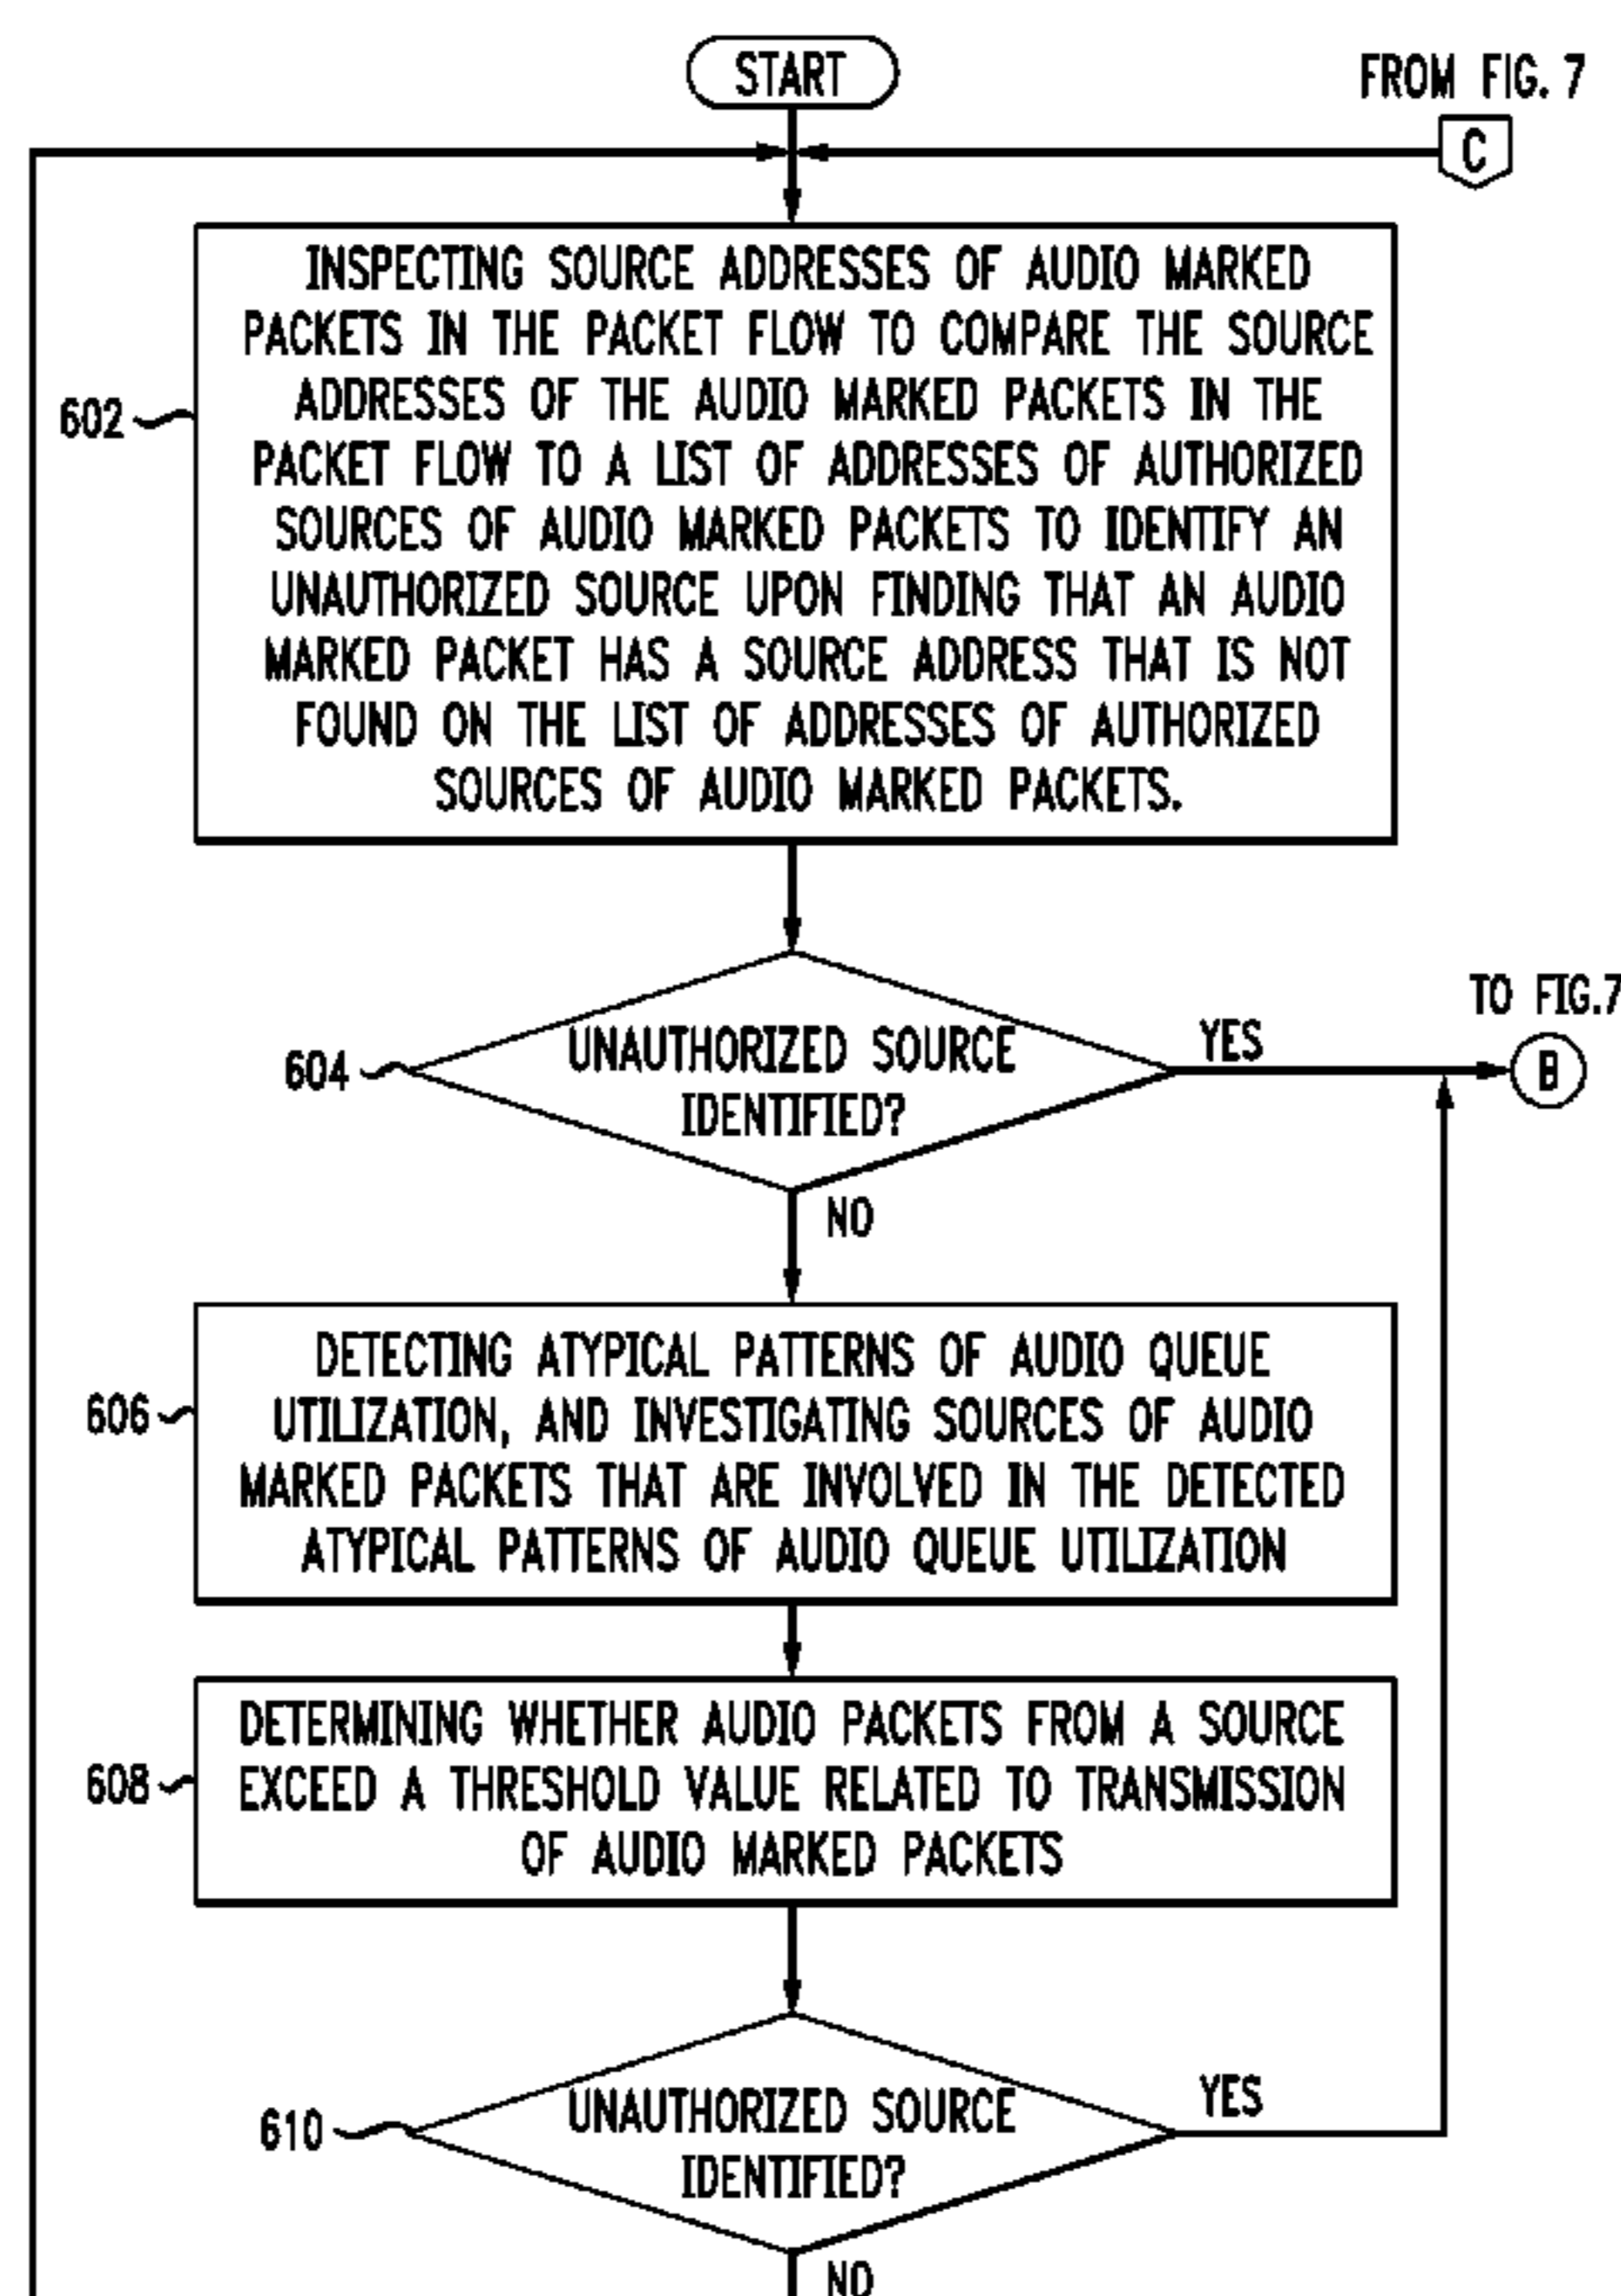 START
FROM FIG. 7
C
INSPECTING SOURCE ADDRESSES OF AUDIO MARKED
PACKETS IN THE PACKET FLOW TO COMPARE THE SOURCE
ADDRESSES OF THE AUDIO MARKED PACKETS IN THE
PACKET FLOW TO A LIST OF ADDRESSES OF AUTHORIZED
SOURCES OF AUDIO MARKED PACKETS TO IDENTIFY AN
UNAUTHORIZED SOURCE UPON FINDING THAT AN AUDIO
MARKED PACKET HAS A SOURCE ADDRESS THAT IS NOT
FOUND ON THE LIST OF ADDRESSES OF AUTHORIZED
SOURCES OF AUDIO MARKED PACKETS.
602
TO FIG.7
604
UNAUTHORIZED SOURCE
IDENTIFIED?
YES
B
NO
606
DETECTING ATYPICAL PATTERNS OF AUDIO QUEUE
UTILIZATION, AND INVESTIGATING SOURCES OF AUDIO
MARKED PACKETS THAT ARE INVOLVED IN THE DETECTED
ATYPICAL PATTERNS OF AUDIO QUEUE UTILIZATION
608
DETERMINING WHETHER AUDIO PACKETS FROM A SOURCE
EXCEED A THRESHOLD VALUE RELATED TO TRANSMISSION
OF AUDIO MARKED PACKETS
610
UNAUTHORIZED SOURCE
IDENTIFIED?
YES
NO